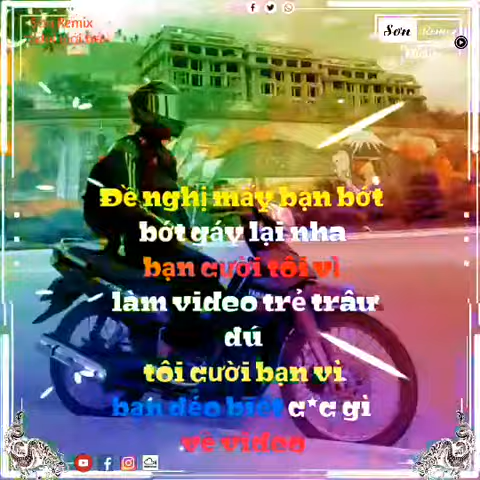 Sơn Remix
Sơn Remix
Đề nghị mấy bạn bớt
bớt gáy lại nha
bạn cười tôi vì
làm video trẻ trâu
dú
tôi cười bạn vì
bạn déo biết c*c gì
về video